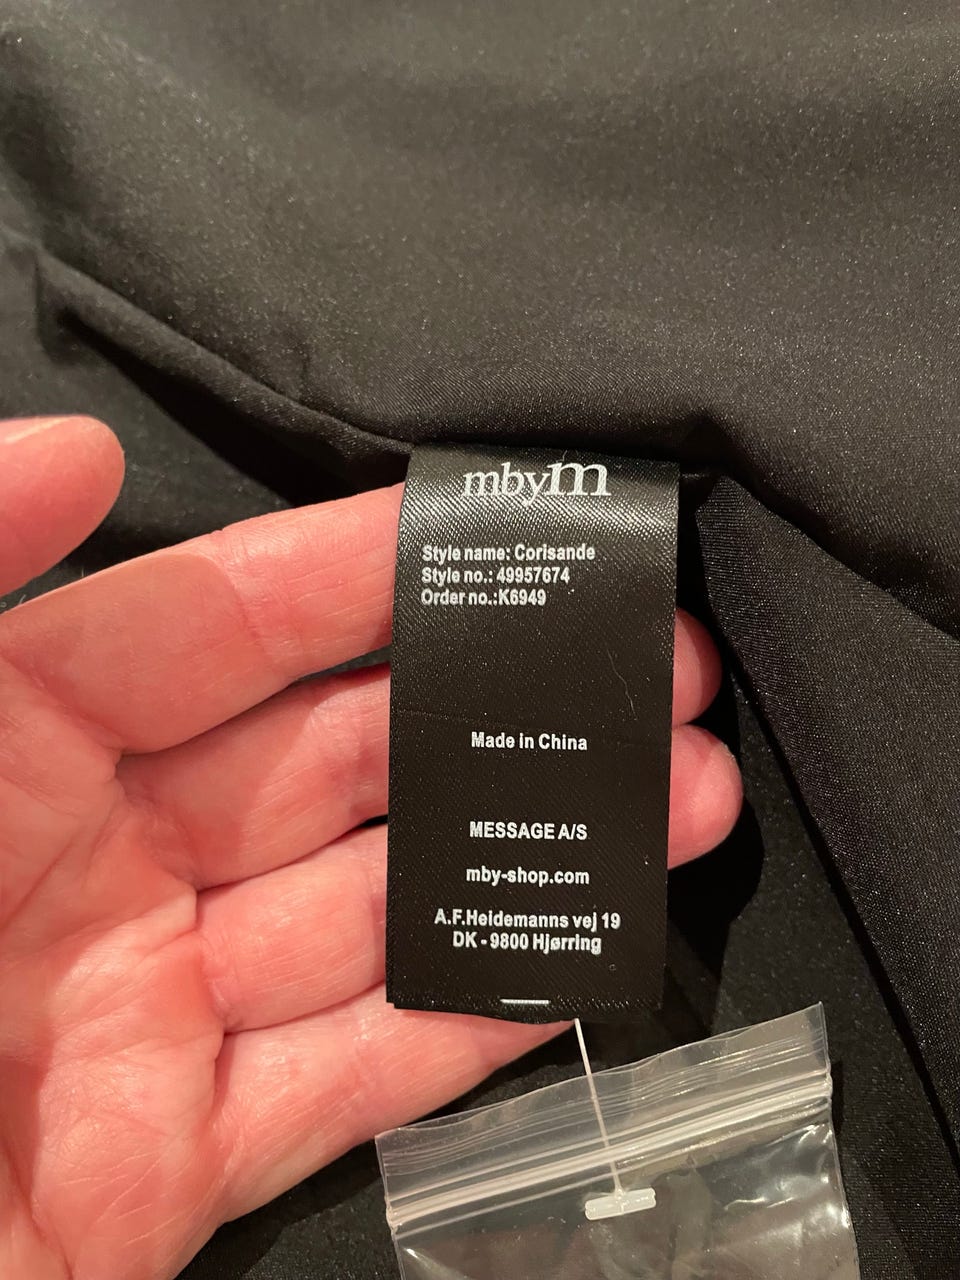 mbym
Style name: Corisande
Style no.: 49957674
Order no.:K6949
Made in China
MESSAGE A/S
mby-shop.com
A.F.Heidemanns vej 19
DK - 9800 Hjørring